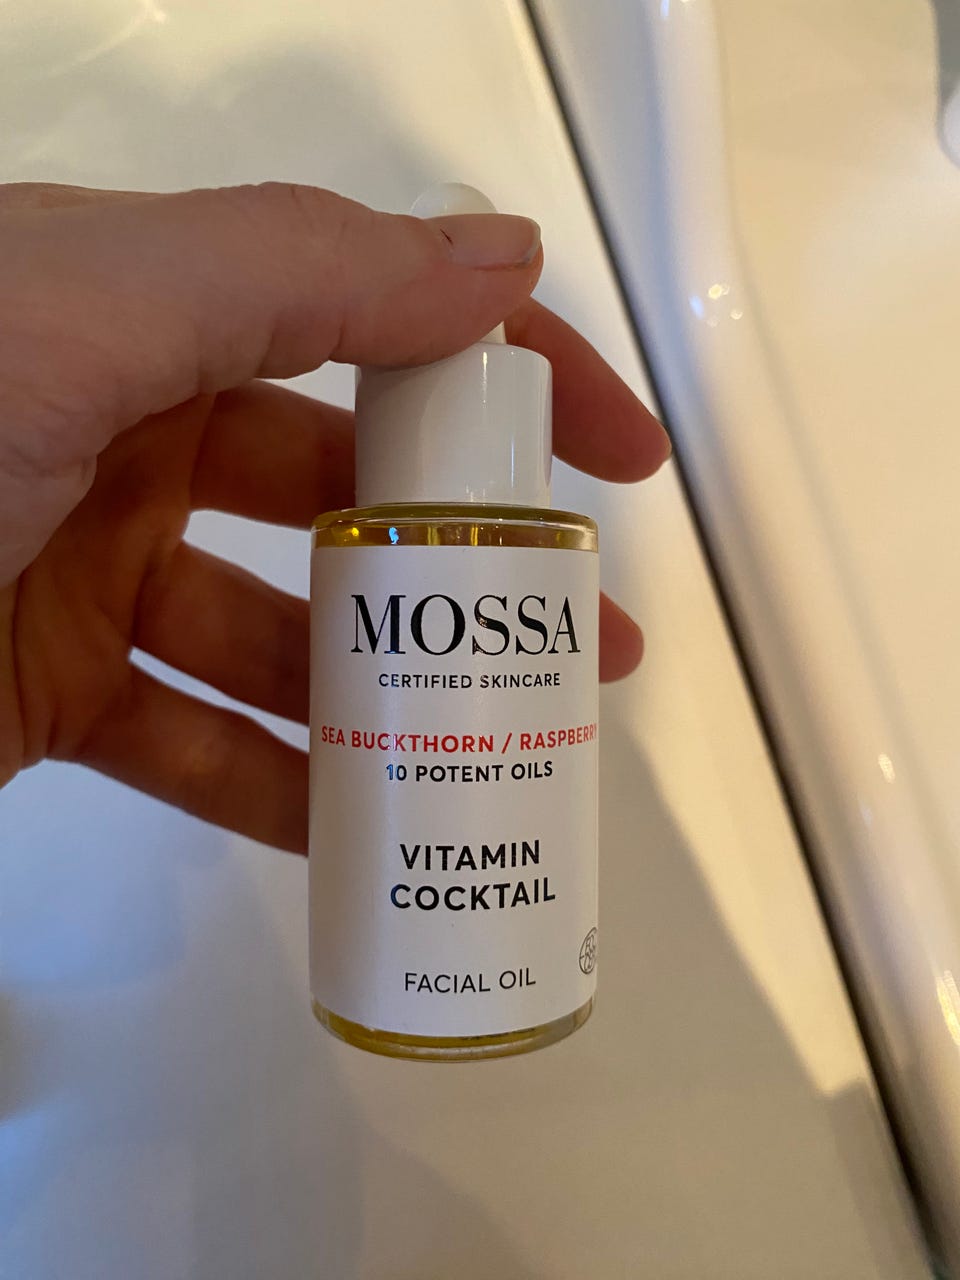 MOSSA
CERTIFIED SKINCARE
SEA BUCKTHORN / RASPBERRY
10 POTENT OILS
VITAMIN
COCKTAIL
FACIAL OIL